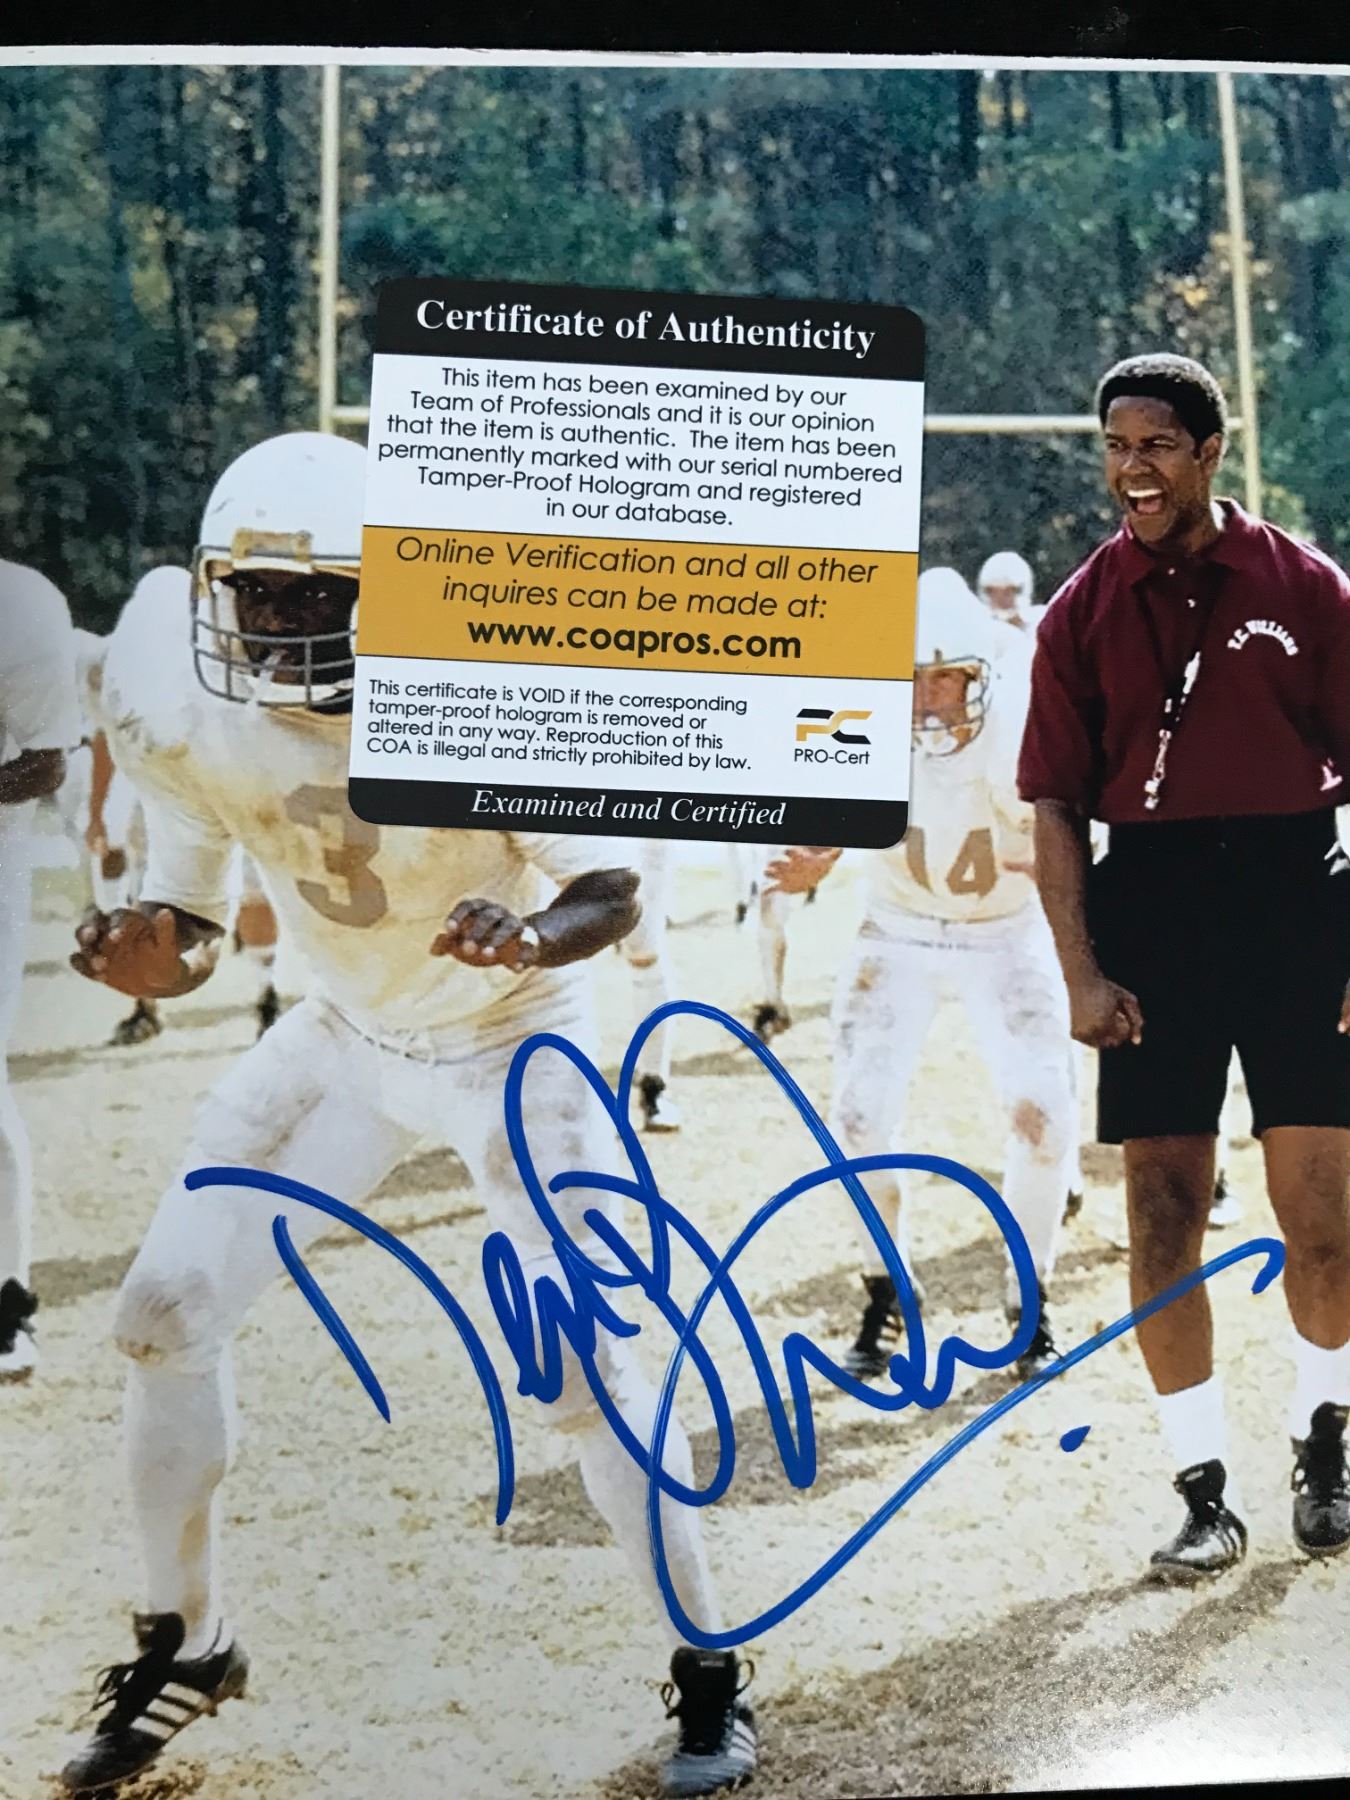 Certificate of Authenticity
This item has been examined by our
Team of Professionals and it is our opinion
that the item is authentic. The item has been
permanently marked with our serial numbered
Tamper-Proof Hologram and registered
in our database.
Online Verification and all other
inquires can be made at:
www.coapros.com
This certificate is VOID if the corresponding
tamper-proof hologram is removed or
altered in any way. Reproduction of this
COA is illegal and strictly prohibited by law.
PRO-Cert
Examined and Certified
T.C. WILLIAMS
3
14